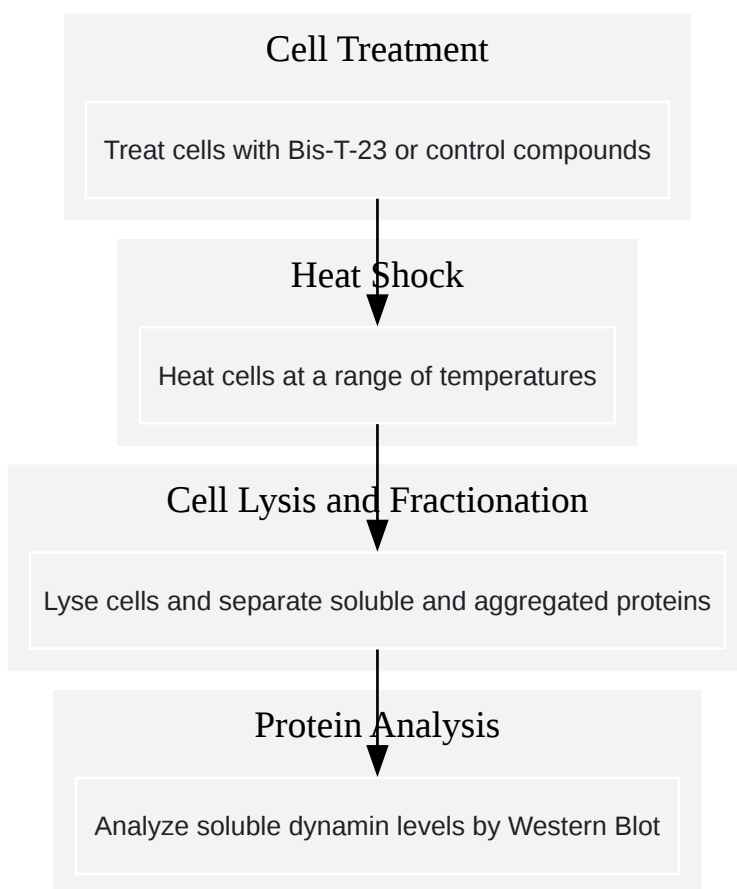 Cell Treatment
Treat cells with Bis-T-23 or control compounds
Heat Shock
Heat cells at a range of temperatures
Cell Lysis and Fractionation
Lyse cells and separate soluble and aggregated proteins
Protein Analysis
Analyze soluble dynamin levels by Western Blot